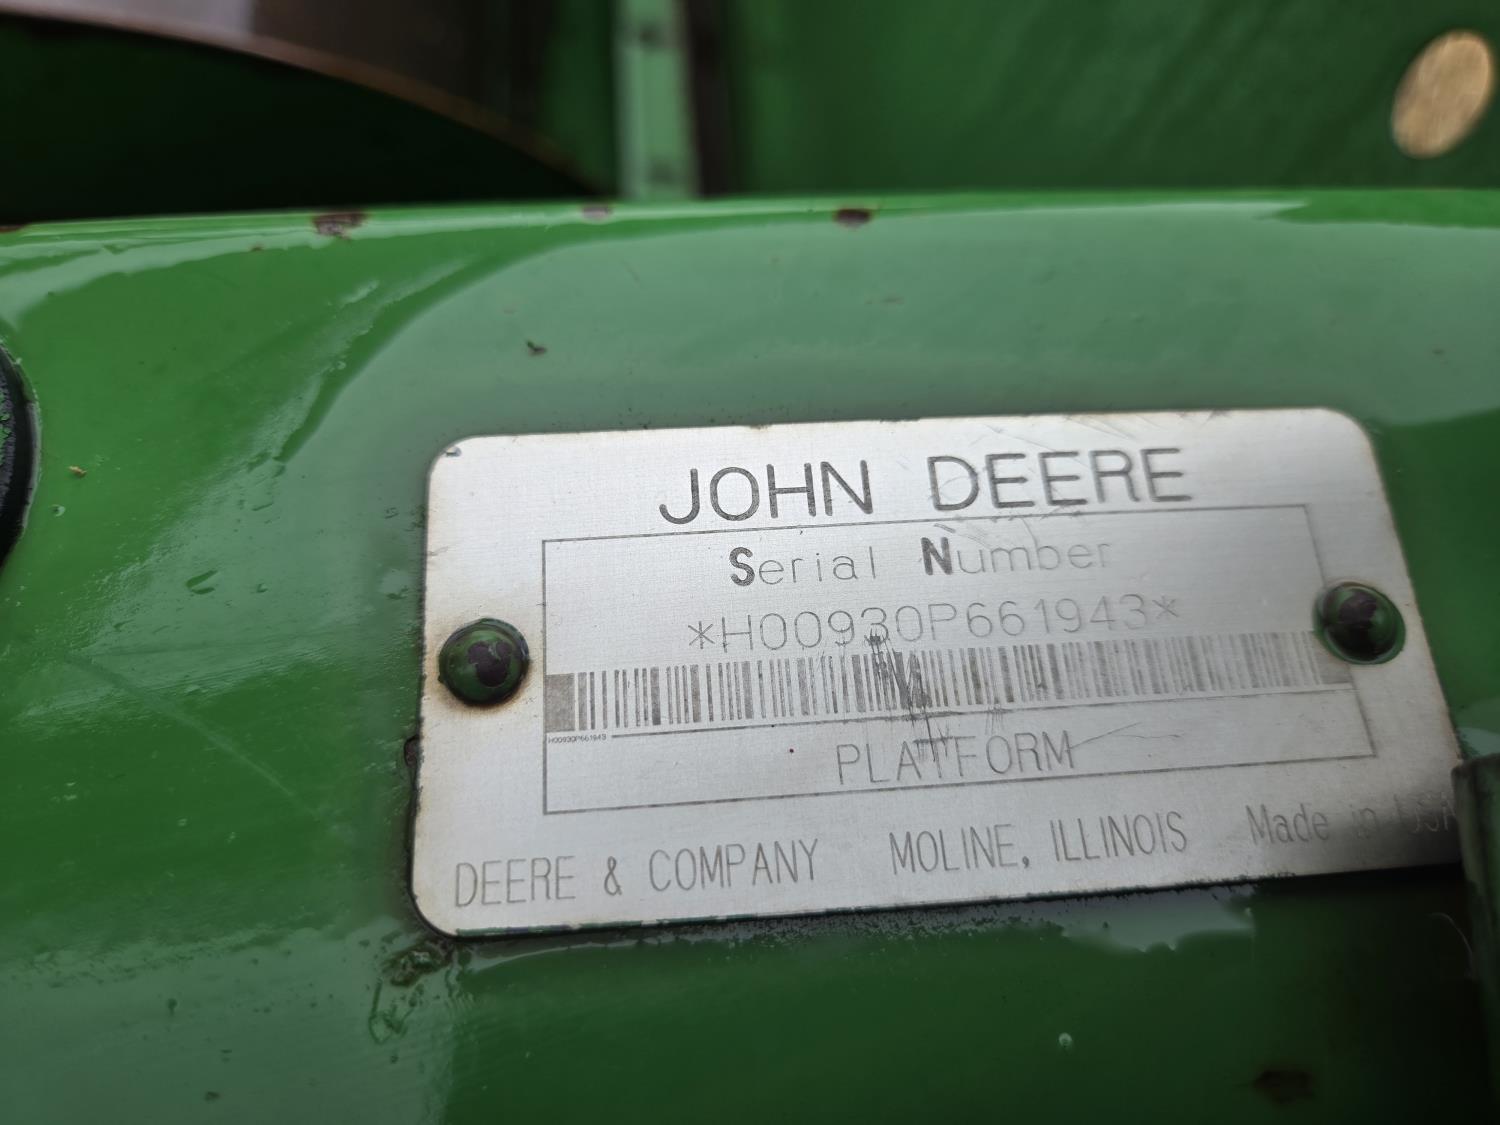 JOHN DEERE
Serial Number
*H00930P661943*
H00930P661943
PLATFORM
DEERE & COMPANY MOLINE, ILLINOIS Made in USA